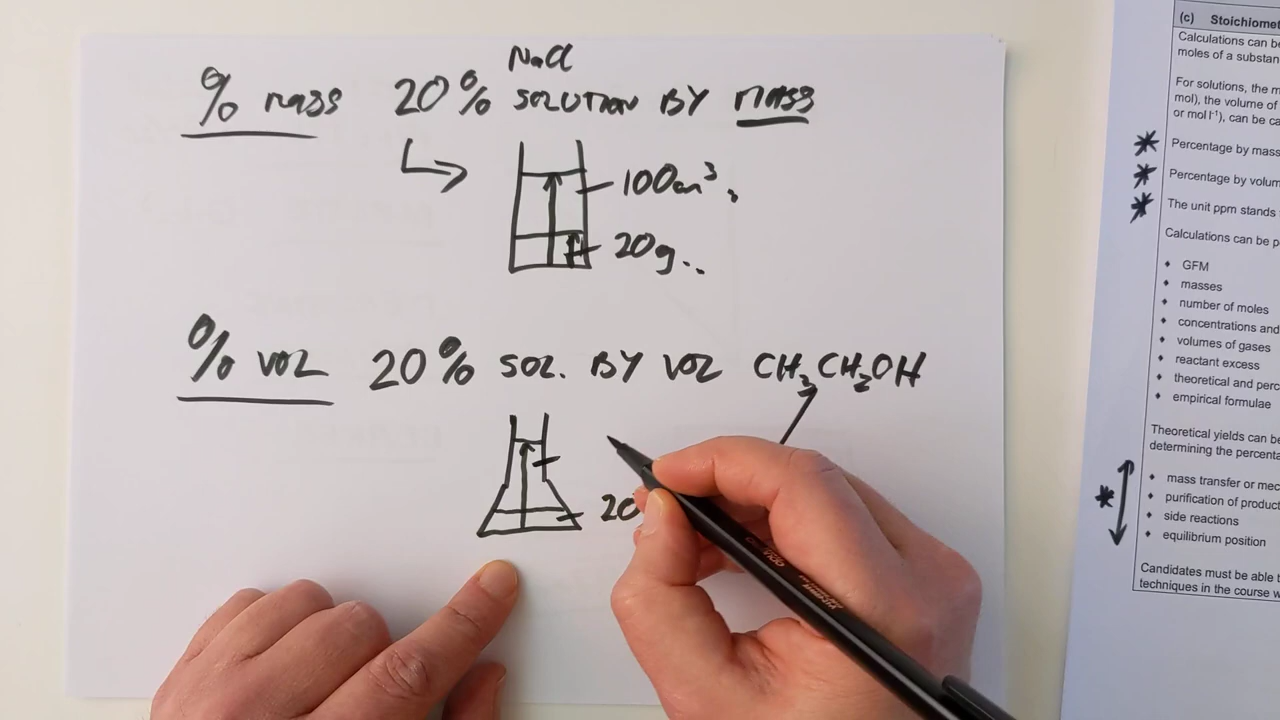 NaCl
% mass 20% SOLUTION BY MASS
100cm³
20g
% VOL 20% SOL. BY VOL CH₃CH₂OH
20
(c) Stoichiomet
Calculations can be
moles of a substan
For solutions, the m
mol), the volume of
or mol l⁻¹), can be ca
* Percentage by mass
* Percentage by volum
* The unit ppm stands
Calculations can be p
♦ GFM
♦ masses
♦ number of moles
♦ concentrations and
♦ volumes of gases
♦ reactant excess
♦ theoretical and perc
♦ empirical formulae
Theoretical yields can be
determining the percenta
♦ mass transfer or mec
♦ purification of product
♦ side reactions
♦ equilibrium position
Candidates must be able t
techniques in the course w